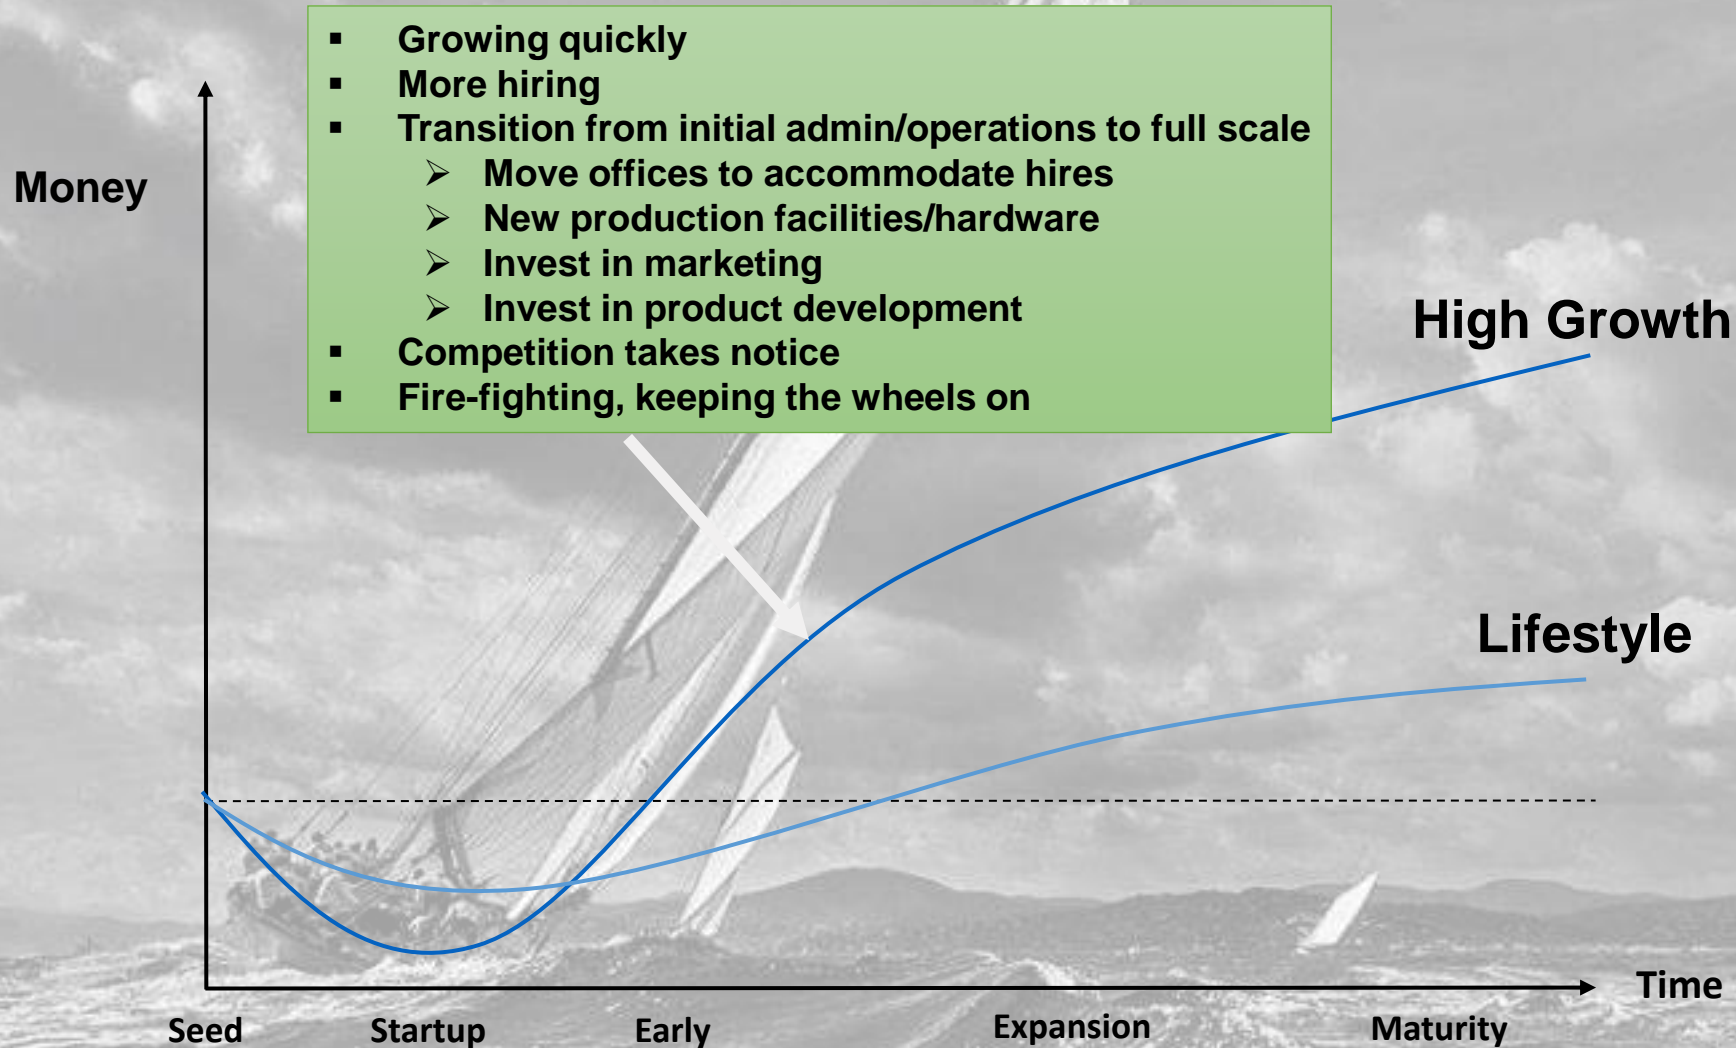 ▪ Growing quickly
▪ More hiring
▪ Transition from initial admin/operations to full scale
➢ Move offices to accommodate hires
➢ New production facilities/hardware
➢ Invest in marketing
➢ Invest in product development
▪ Competition takes notice
▪ Fire-fighting, keeping the wheels on
Money
High Growth
Lifestyle
Time
Seed Startup Early Expansion Maturity